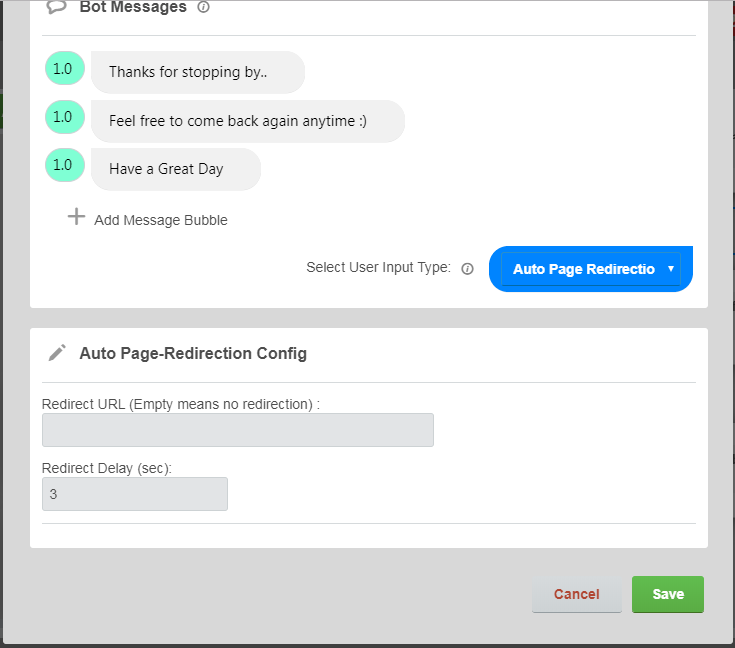 Bot Messages
1.0 Thanks for stopping by..
1.0 Feel free to come back again anytime :)
1.0 Have a Great Day
Add Message Bubble
Select User Input Type: Auto Page Redirectio
Auto Page-Redirection Config
Redirect URL (Empty means no redirection) :
Redirect Delay (sec):
3
Cancel Save